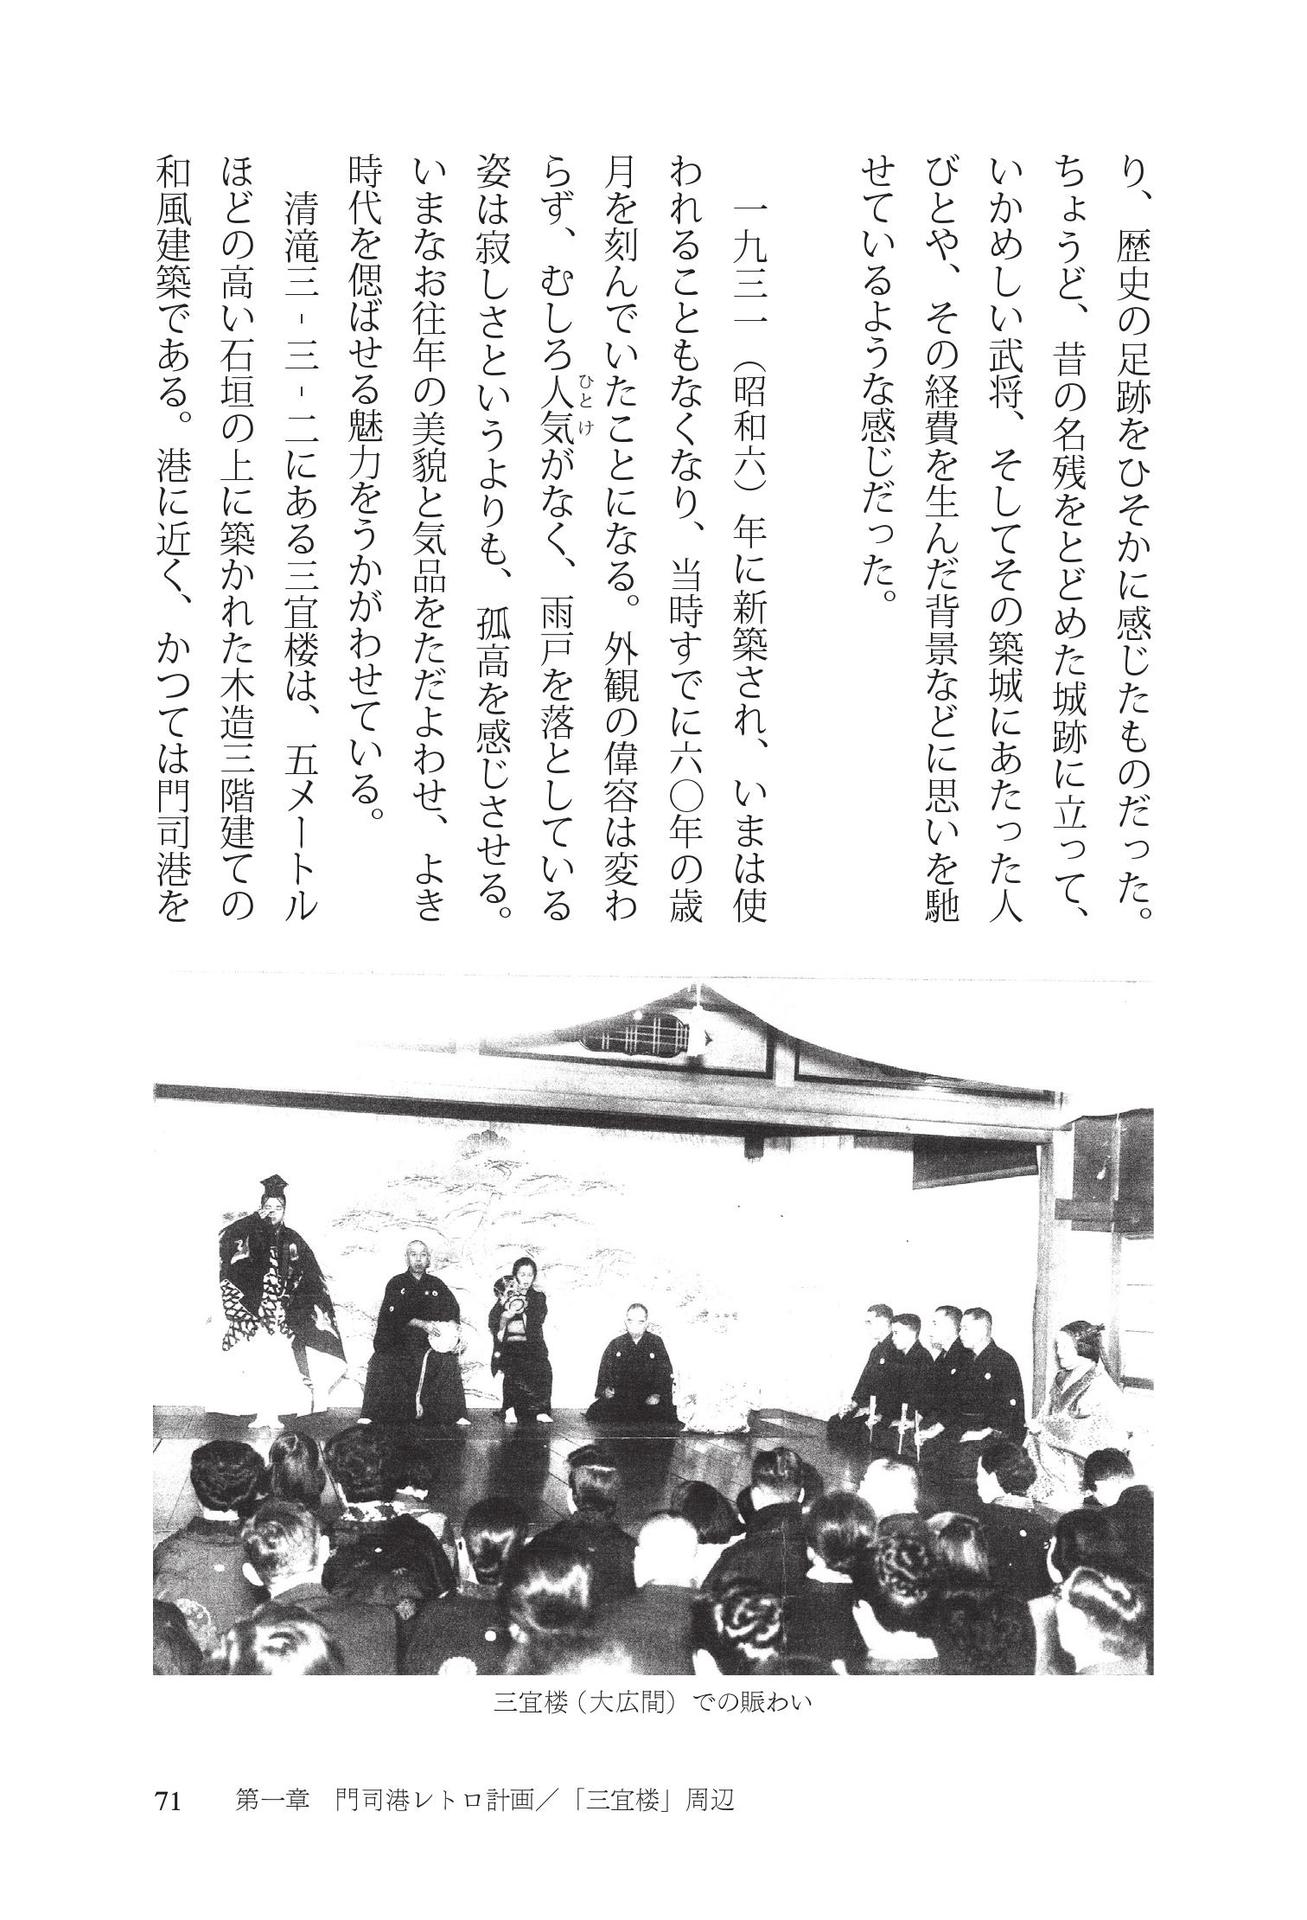 り、歴史の足跡をひそかに感じたものだった。
ちょうど、昔の名残をとどめた城跡に立って、
いかめしい武将、そしてその築城にあたった人
びとや、その経費を生んだ背景などに思いを馳
せているような感じだった。
一九三一（昭和六）年に新築され、いまは使
われることもなくなり、当時すでに六〇年の歳
月を刻んでいたことになる。外観の偉容は変わ
らず、むしろ人気がなく、雨戸を落としている
ひとけ
姿は寂しさというよりも、孤高を感じさせる。
いまなお往年の美貌と気品をただよわせ、よき
時代を偲ばせる魅力をうかがわせている。
清滝三-三-二にある三宜楼は、五メートル
ほどの高い石垣の上に築かれた木造三階建ての
和風建築である。港に近く、かつては門司港を
三宜楼（大広間）での賑わい
71 第一章　門司港レトロ計画／「三宜楼」周辺